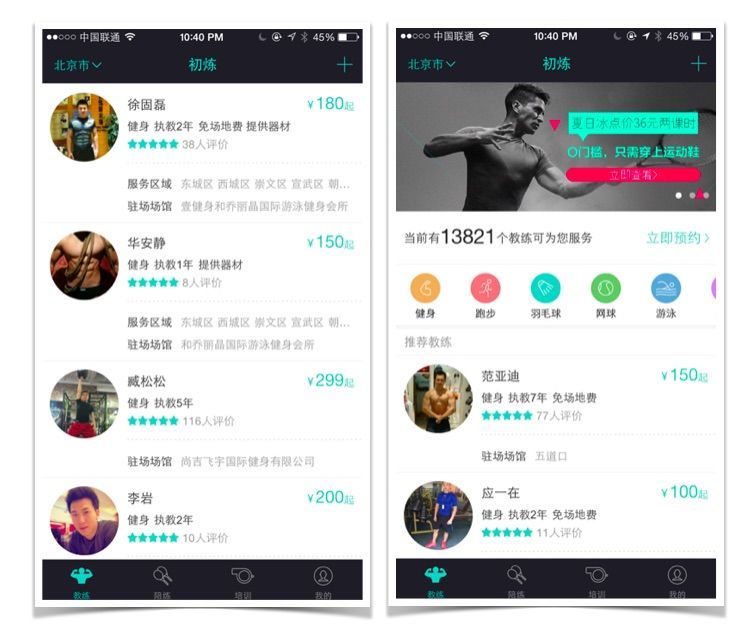 中国联通 10:40 PM 45%
北京市 初炼
徐固磊 ¥180起
健身 执教2年 免场地费 提供器材
38人评价
服务区域 东城区 西城区 崇文区 宣武区 朝...
驻场场馆 壹健身和乔丽晶国际游泳健身会所
华安静 ¥150起
健身 执教1年 提供器材
8人评价
服务区域 东城区 西城区 崇文区 宣武区 朝...
驻场场馆 和乔丽晶国际游泳健身会所
臧松松 ¥299起
健身 执教5年
116人评价
驻场场馆 尚吉飞宇国际健身有限公司
李岩 ¥200起
健身 执教2年
10人评价
教练 陪练 培训 我的
中国联通 10:40 PM 45%
北京市 初炼
夏日冰点价36元两课时
0门槛，只需穿上运动鞋
立即查看>
当前有13821个教练可为您服务 立即预约>
健身 跑步 羽毛球 网球 游泳
推荐教练
范亚迪 ¥150起
健身 执教7年 免场地费
77人评价
驻场场馆 五道口
应一在 ¥100起
健身 执教2年 免场地费
11人评价
教练 陪练 培训 我的